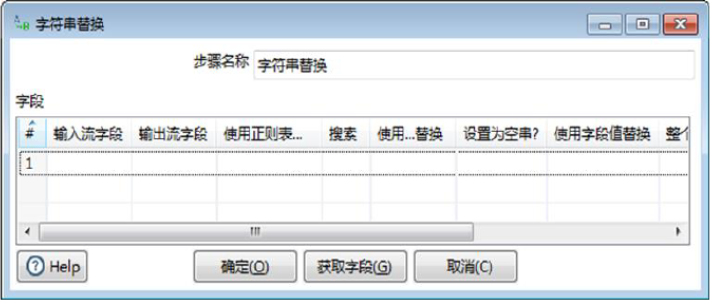 字符串替换
步骤名称 字符串替换
字段
# 输入流字段 输出流字段 使用正则表... 搜索 使用...替换 设置为空串? 使用字段值替换 整个
1
Help 确定(O) 获取字段(G) 取消(C)